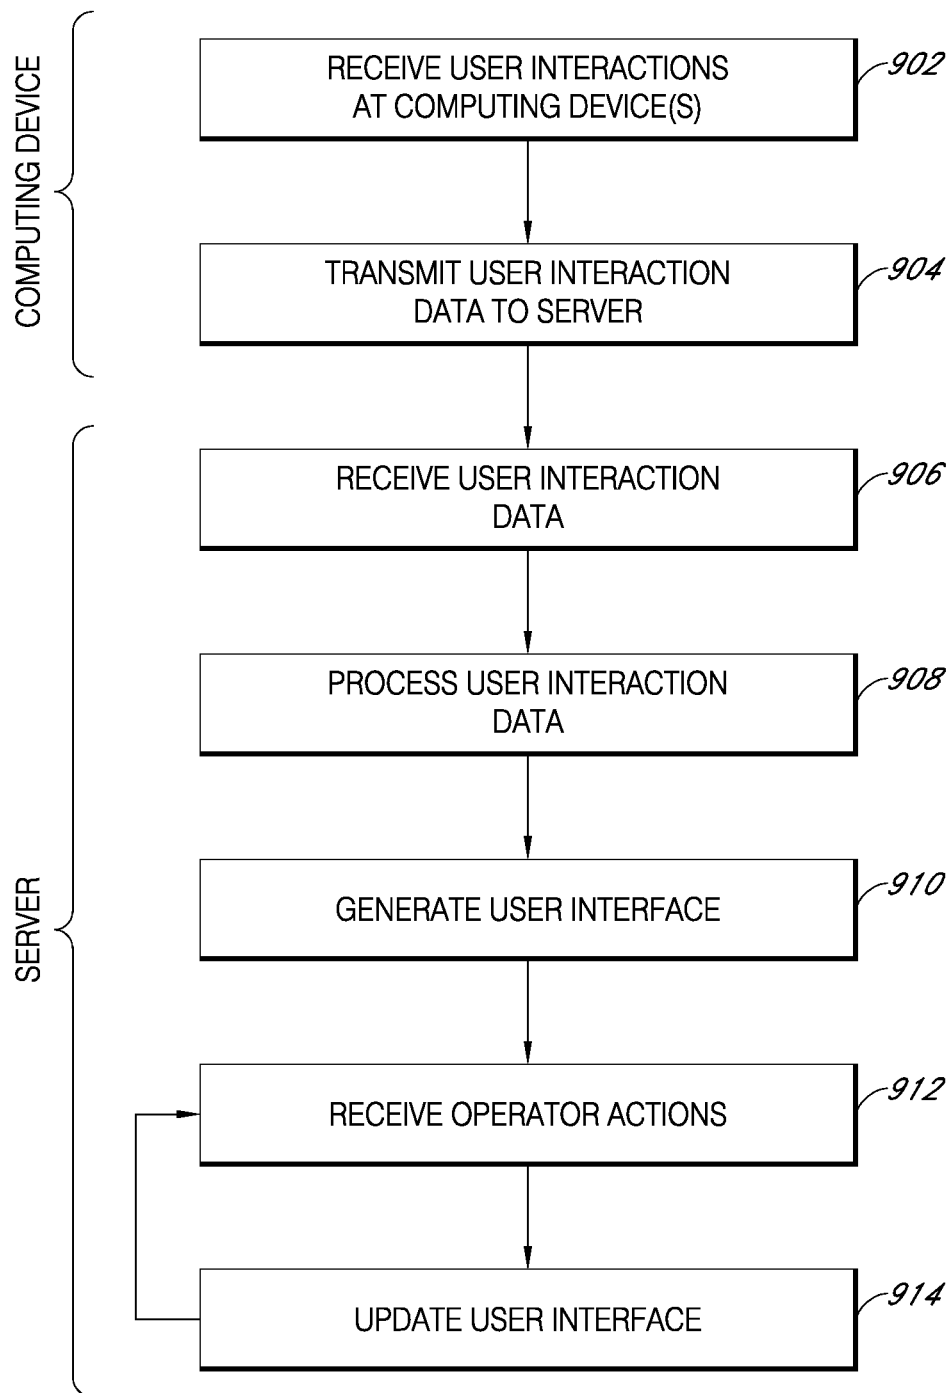 COMPUTING DEVICE
RECEIVE USER INTERACTIONS
AT COMPUTING DEVICE(S)
902
TRANSMIT USER INTERACTION
DATA TO SERVER
904
SERVER
RECEIVE USER INTERACTION
DATA
906
PROCESS USER INTERACTION
DATA
908
GENERATE USER INTERFACE
910
RECEIVE OPERATOR ACTIONS
912
UPDATE USER INTERFACE
914